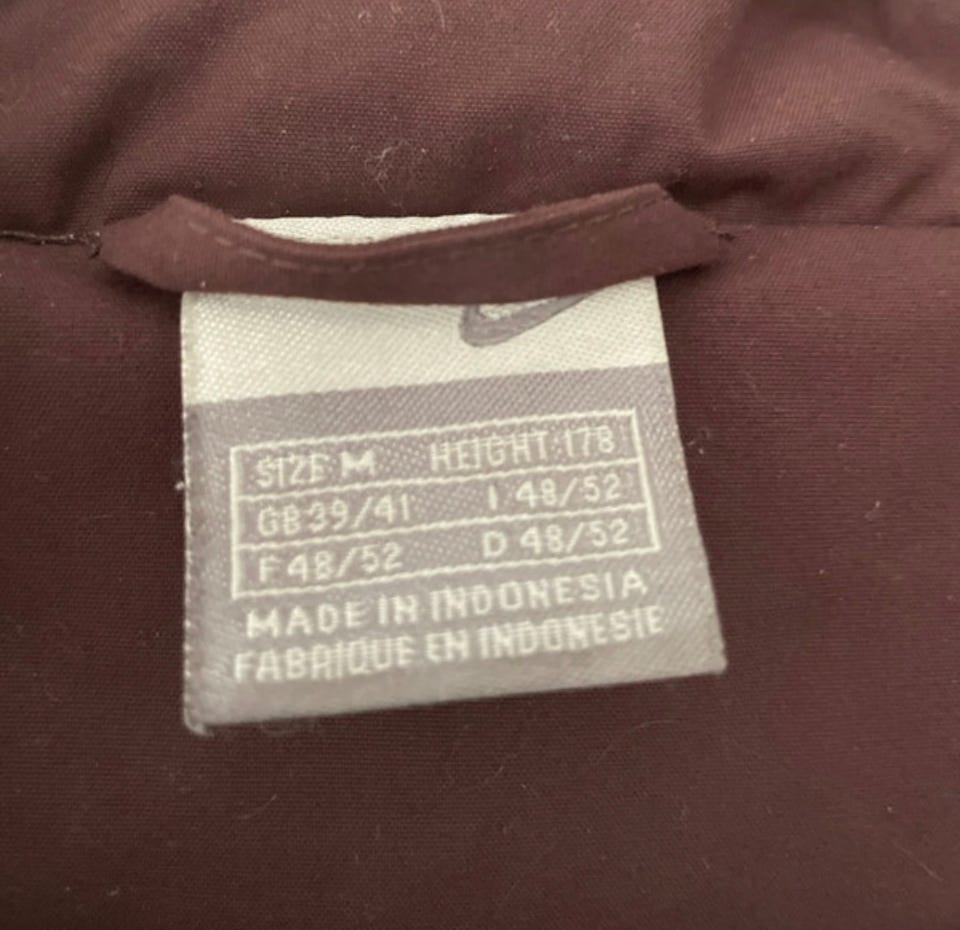 SIZE M HEIGHT 178
GB 39/41 I 48/52
F 48/52 D 48/52
MADE IN INDONESIA
FABRIQUE EN INDONESIE